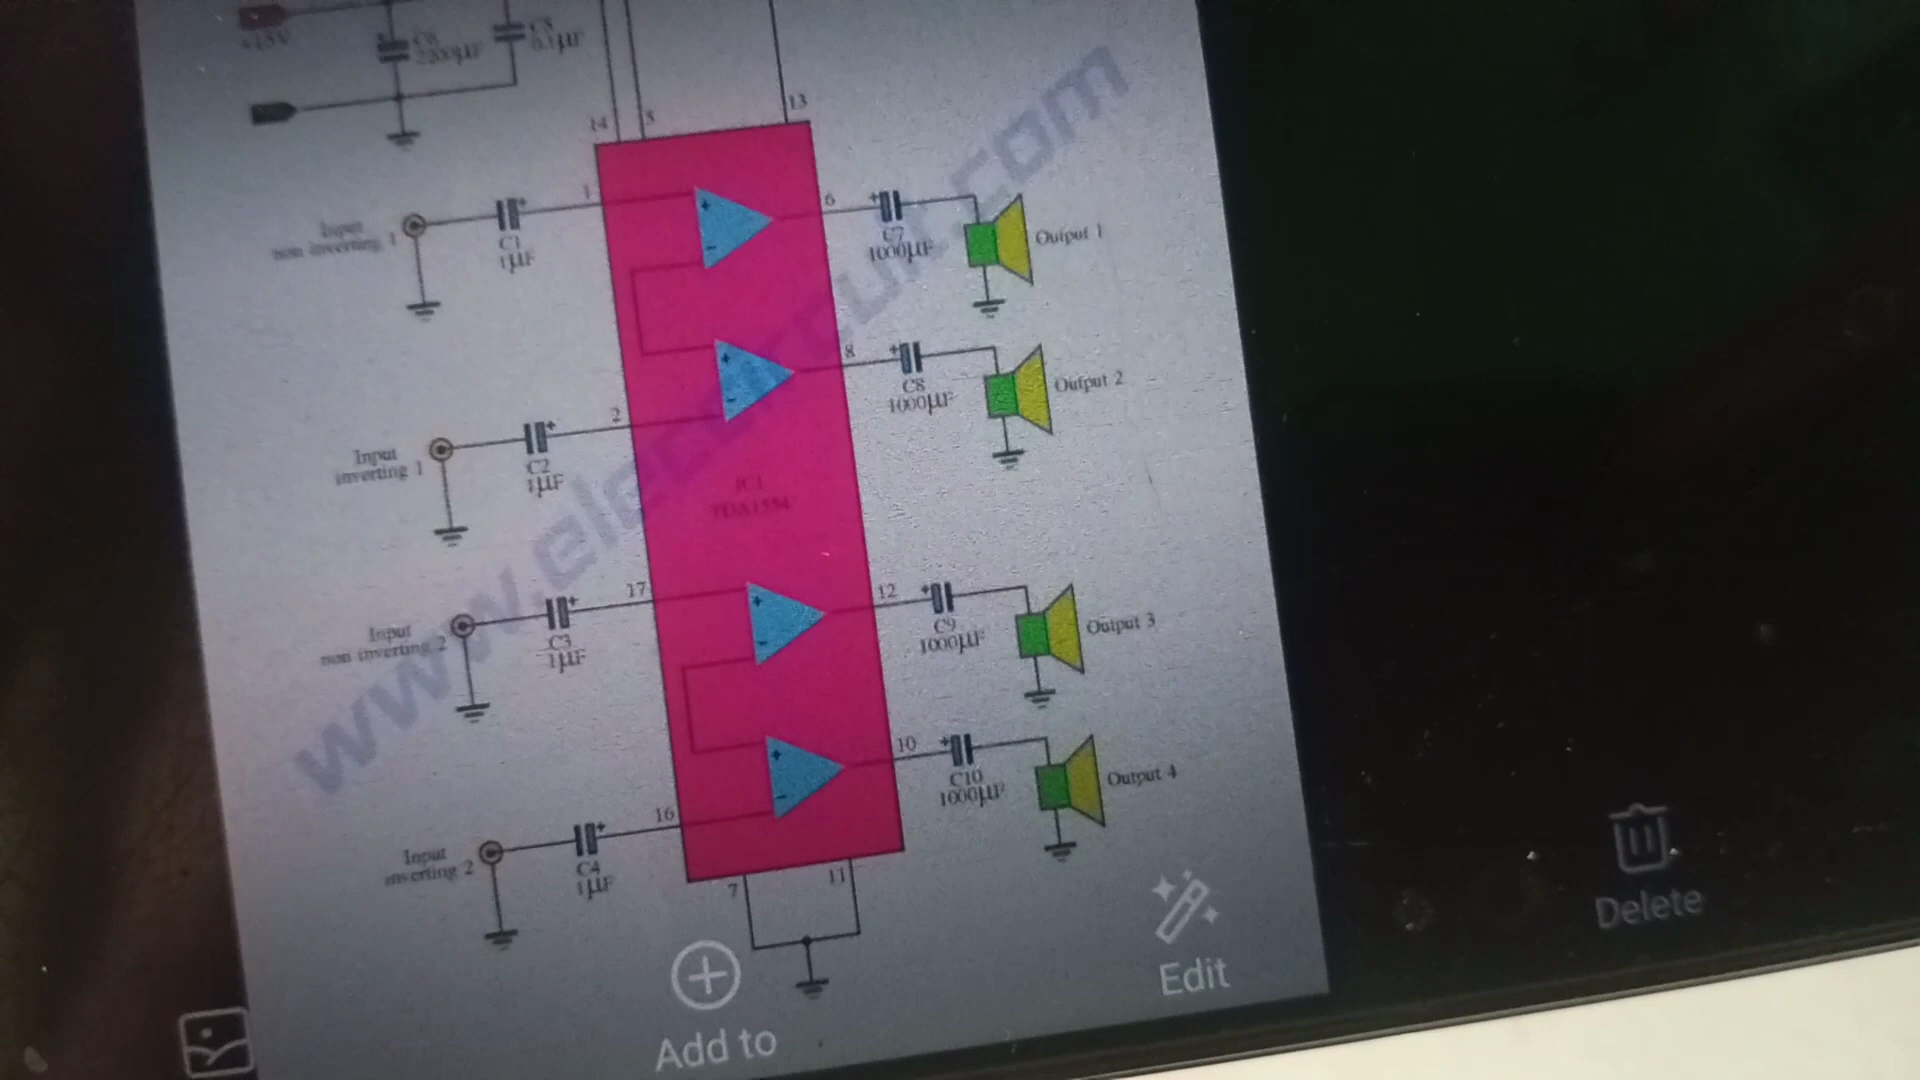 +15V
C6
2200µF
C5
0.1µF
14
5
13
Input
non inverting 1
C1
1µF
1
6
C7
1000µF
Output 1
8
C8
1000µF
Output 2
Input
inverting 1
C2
1µF
2
IC1
TDA1554
Input
non inverting 2
C3
1µF
17
12
C9
1000µF
Output 3
10
C10
1000µF
Output 4
Input
inverting 2
C4
1µF
16
7
11
Add to
Edit
Delete